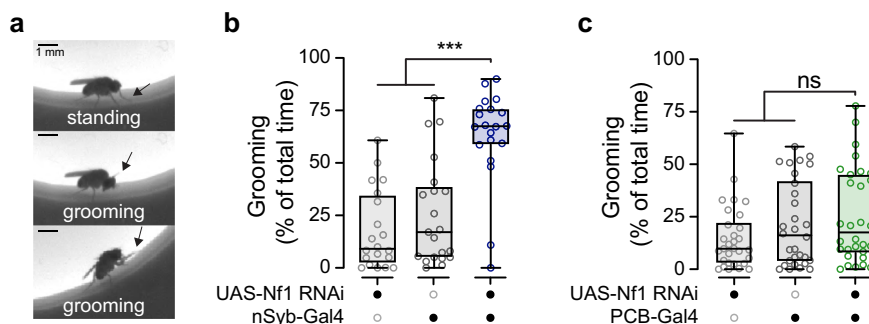 a
1 mm
standing
grooming
grooming
b
Grooming
(% of total time)
100
75
50
25
0
***
UAS-Nf1 RNAi
nSyb-Gal4
c
Grooming
(% of total time)
100
75
50
25
0
ns
UAS-Nf1 RNAi
PCB-Gal4